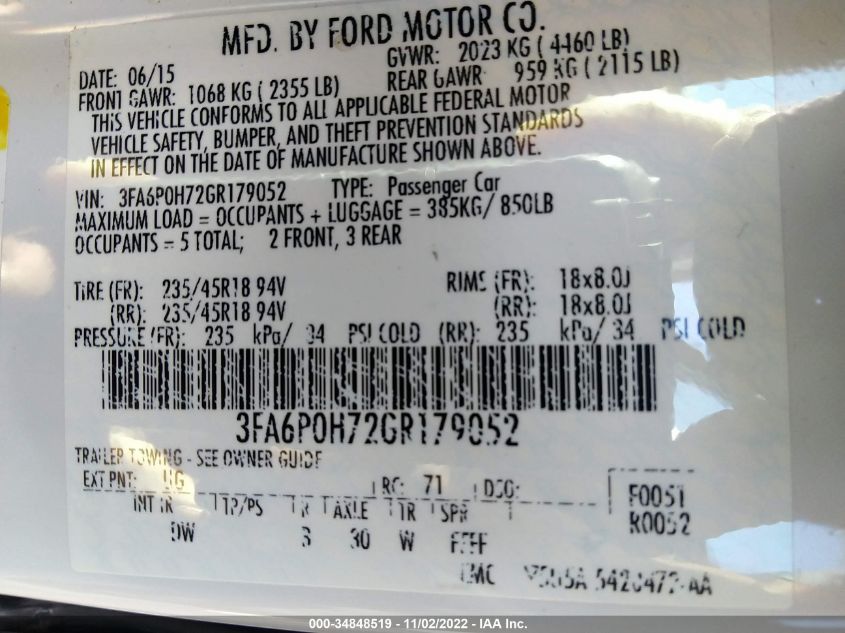 MFD. BY FORD MOTOR CO.
DATE: 06/15 GVWR: 2023 KG ( 4460 LB)
FRONT GAWR: 1068 KG ( 2355 LB) REAR GAWR: 959 KG ( 2115 LB)
THIS VEHICLE CONFORMS TO ALL APPLICABLE FEDERAL MOTOR
VEHICLE SAFETY, BUMPER, AND THEFT PREVENTION STANDARDS
IN EFFECT ON THE DATE OF MANUFACTURE SHOWN ABOVE.
VIN: 3FA6P0H72GR179052 TYPE: Passenger Car
MAXIMUM LOAD = OCCUPANTS + LUGGAGE = 385KG/ 850LB
OCCUPANTS = 5 TOTAL; 2 FRONT, 3 REAR
TIRE (FR): 235/45R18 94V RIMS (FR): 18x8.0J
(RR): 235/45R18 94V (RR): 18x8.0J
PRESSURE (FR): 235 kPa/ 34 PSI COLD (RR): 235 kPa/ 34 PSI COLD
3FA6P0H72GR179052
TRAILER TOWING - SEE OWNER GUIDE
EXT PNT: UG RC: 71 DSO: F0051
INT TR TP/PS R AXLE TR SPR R0052
DW 30 W FFFF
000-34848519 - 11/02/2022 - IAA Inc.